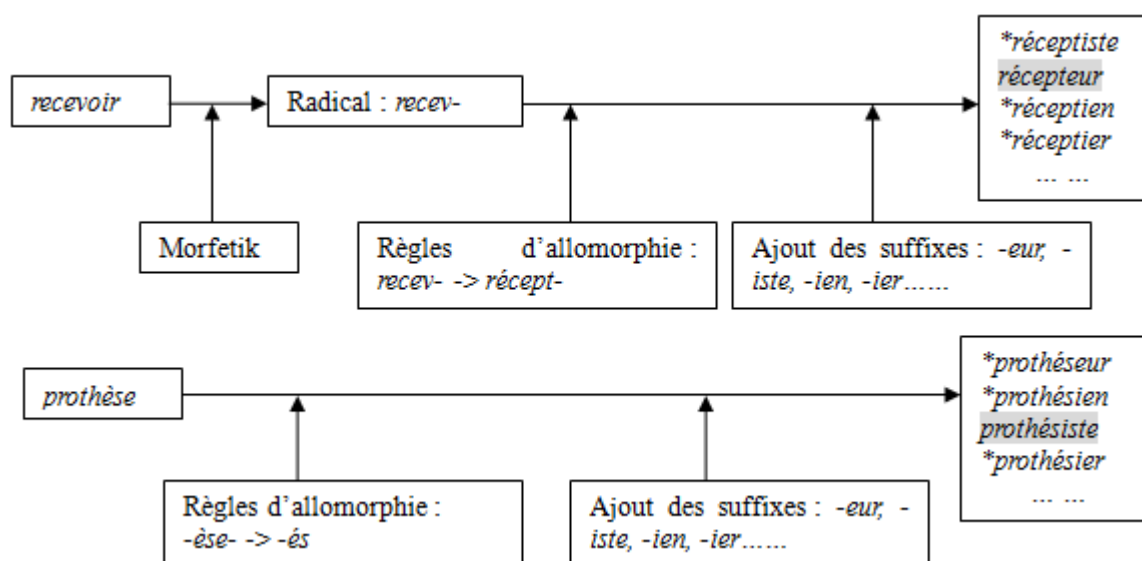 recevoir
Radical : recev-
*réceptiste
récepteur
*réceptien
*réceptier
... ...
Morfetik
Règles d’allomorphie :
recev- -> récept-
Ajout des suffixes : -eur, -
iste, -ien, -ier……
prothèse
*prothéseur
*prothésien
prothésiste
*prothésier
... ...
Règles d’allomorphie :
-èse- -> -és
Ajout des suffixes : -eur, -
iste, -ien, -ier……